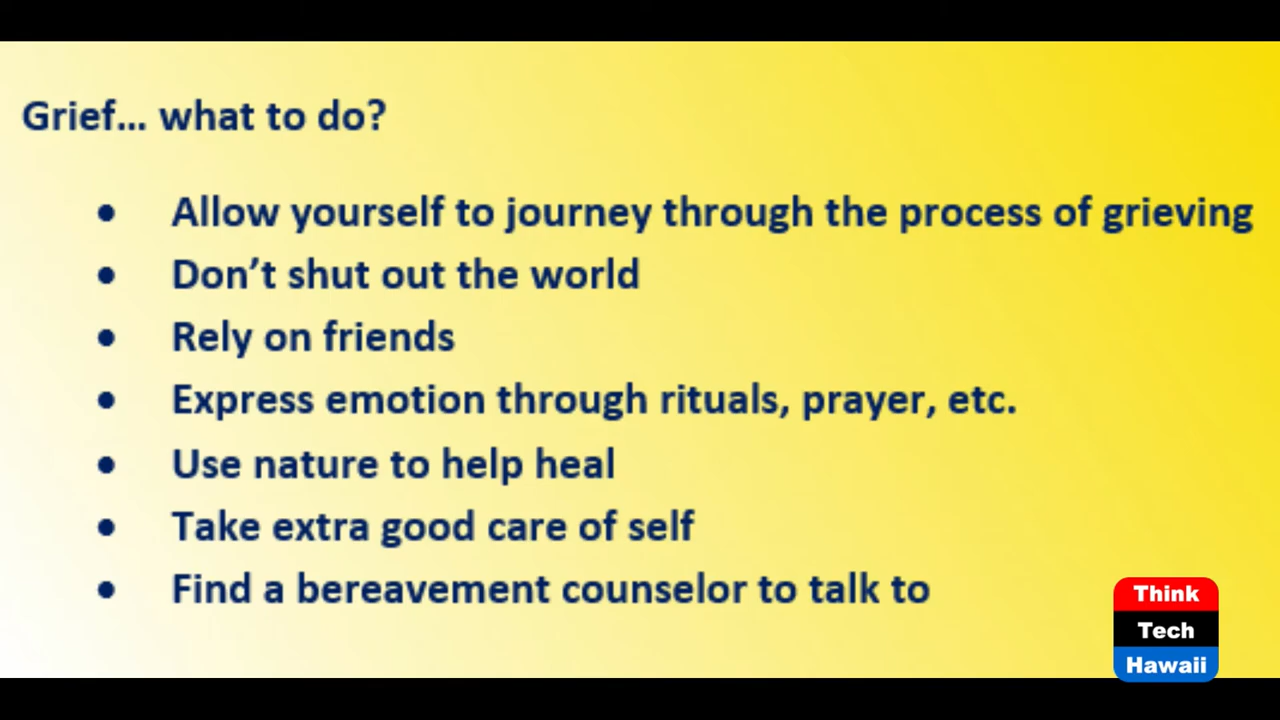 Grief... what to do?
• Allow yourself to journey through the process of grieving
• Don’t shut out the world
• Rely on friends
• Express emotion through rituals, prayer, etc.
• Use nature to help heal
• Take extra good care of self
• Find a bereavement counselor to talk to
Think
Tech
Hawaii